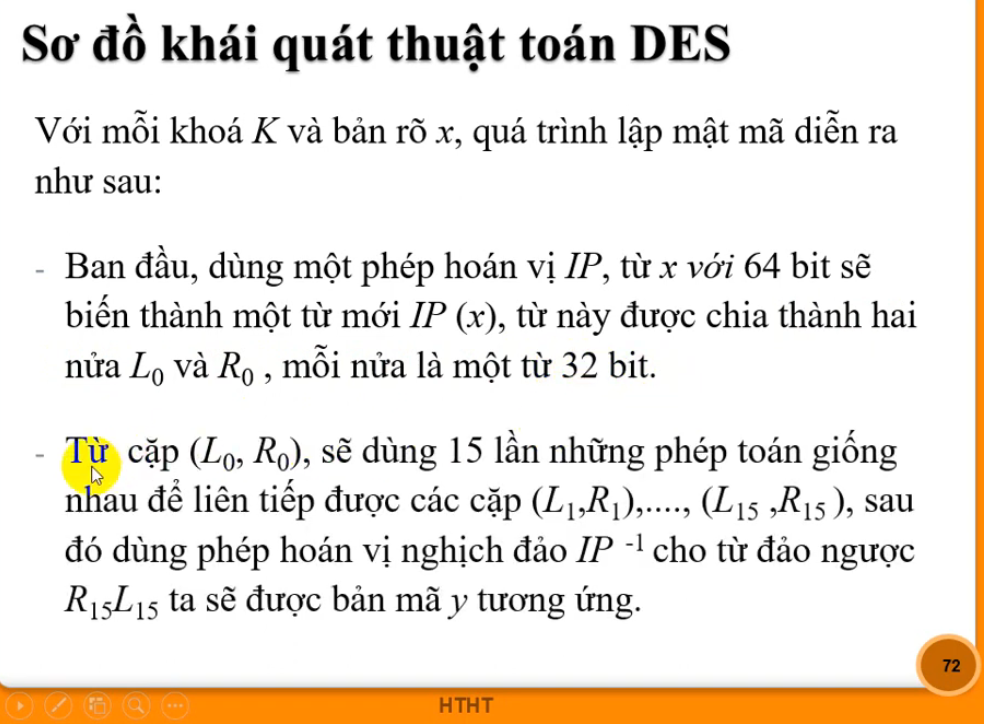 Sơ đồ khái quát thuật toán DES
Với mỗi khoá K và bản rõ x, quá trình lập mật mã diễn ra
như sau:
- Ban đầu, dùng một phép hoán vị IP, từ x với 64 bit sẽ
biến thành một từ mới IP (x), từ này được chia thành hai
nửa L₀ và R₀ , mỗi nửa là một từ 32 bit.
- Từ cặp (L₀, R₀), sẽ dùng 15 lần những phép toán giống
nhau để liên tiếp được các cặp (L₁,R₁),...., (L₁₅ ,R₁₅ ), sau
đó dùng phép hoán vị nghịch đảo IP ⁻¹ cho từ đảo ngược
R₁₅L₁₅ ta sẽ được bản mã y tương ứng.
72
HTHT